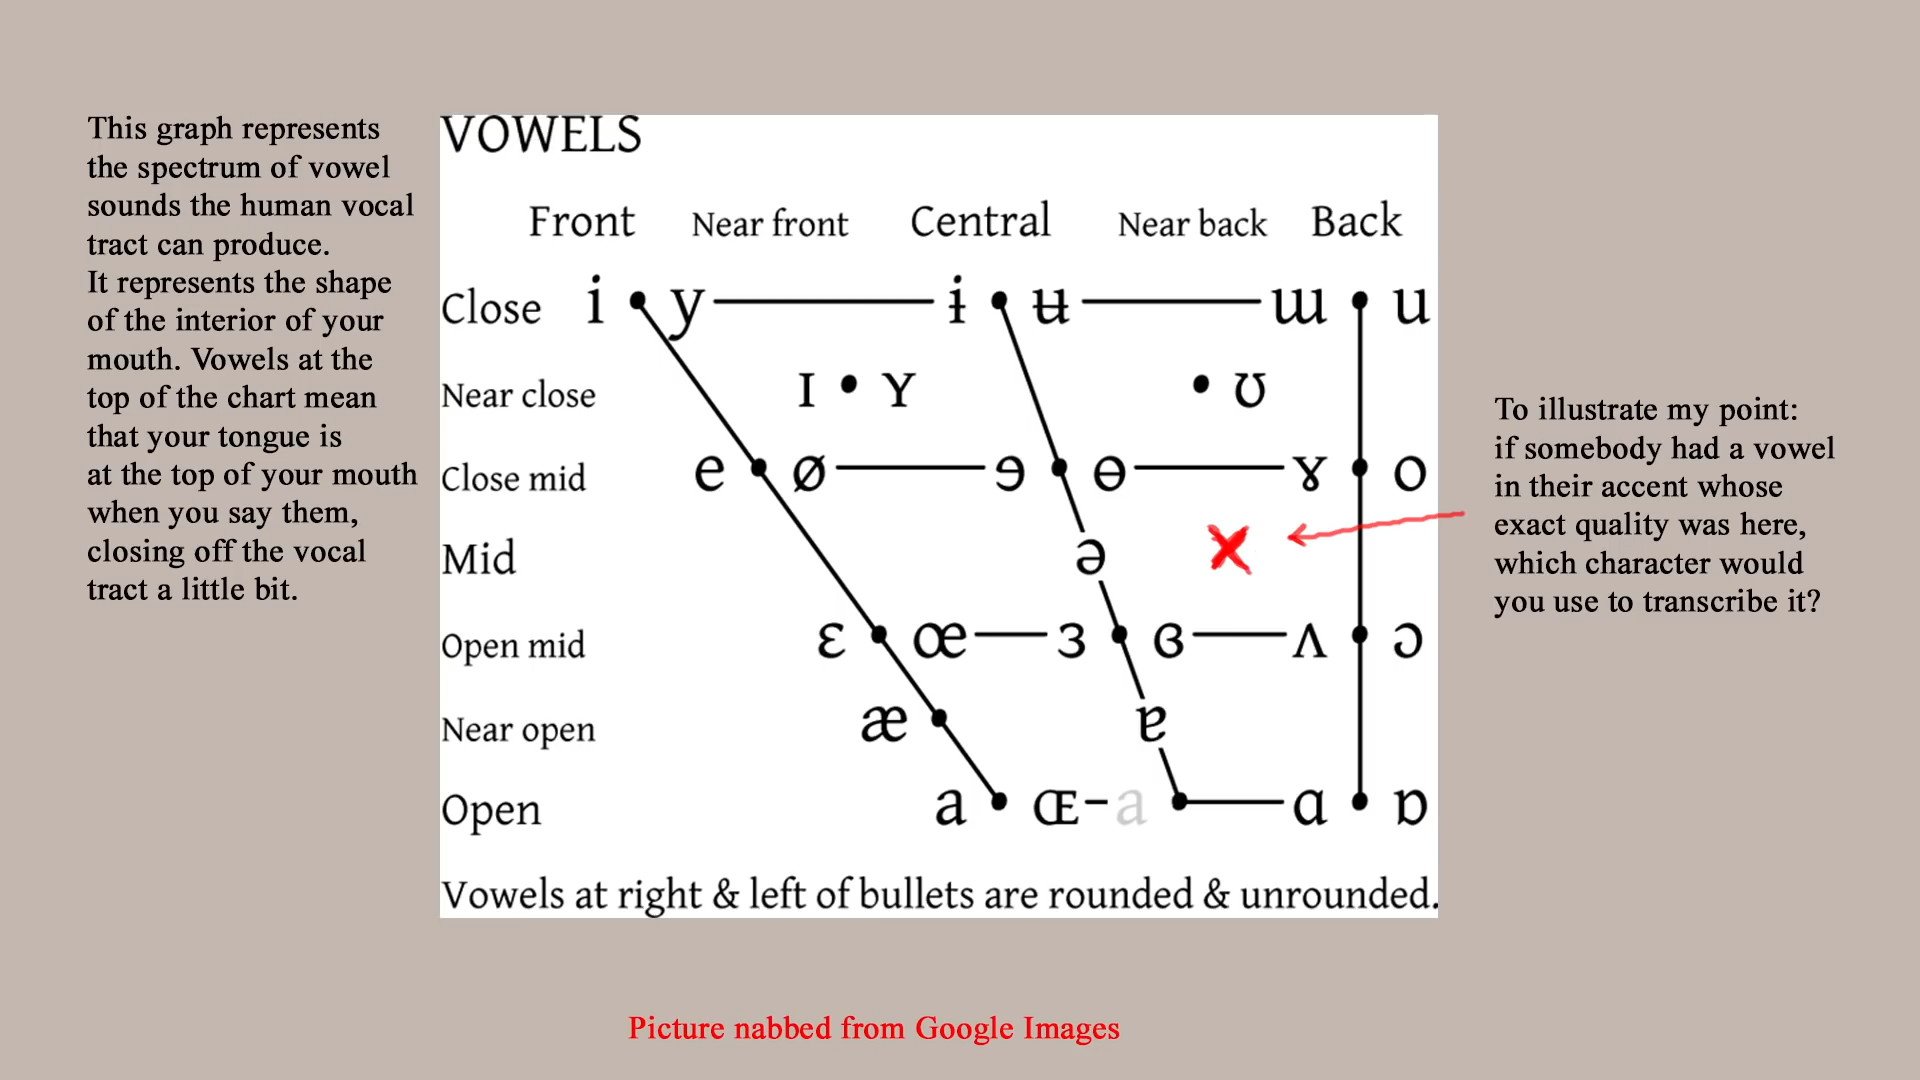 This graph represents
the spectrum of vowel
sounds the human vocal
tract can produce.
It represents the shape
of the interior of your
mouth. Vowels at the
top of the chart mean
that your tongue is
at the top of your mouth
when you say them,
closing off the vocal
tract a little bit.
VOWELS
Front Near front Central Near back Back
Close i y ɨ ʉ ɯ u
Near close ɪ ʏ ʊ
Close mid e ø ɘ ɵ ɤ o
Mid ə
Open mid ɛ œ ɜ ɞ ʌ ɔ
Near open æ ɐ
Open a ɶ a ɑ ɒ
Vowels at right & left of bullets are rounded & unrounded.
To illustrate my point:
if somebody had a vowel
in their accent whose
exact quality was here,
which character would
you use to transcribe it?
Picture nabbed from Google Images